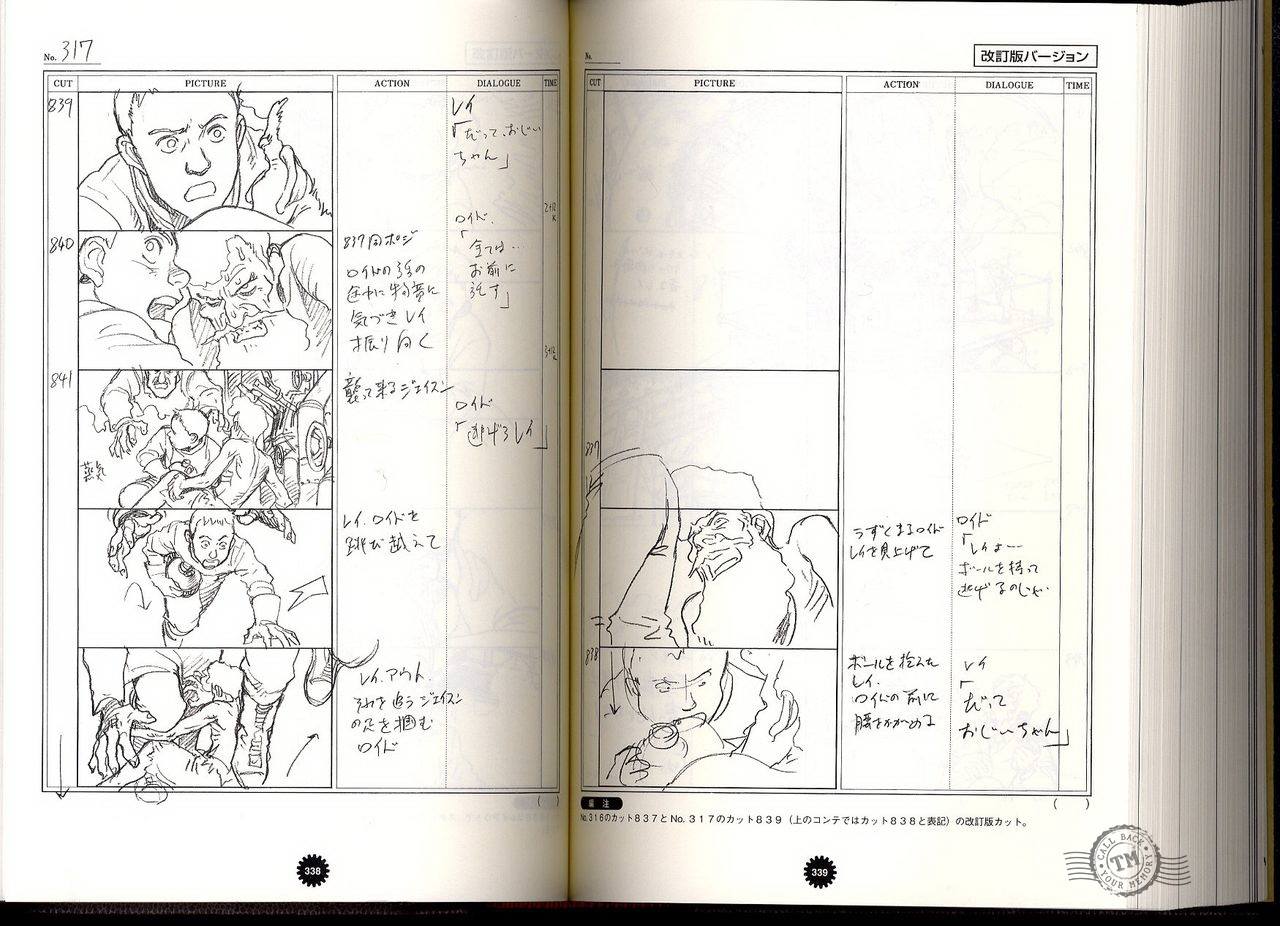 No. 317
CUT PICTURE ACTION DIALOGUE TIME
839
レイ
「だって、おじい
ちゃん」
2+12
K
840
837同ポジ
ロイドの話の
途中に物音に
気づきレイ
振り向く
ロイド
「全ては…
お前に
託す」
3+12
K
841
蒸気
襲って来るジェイスン
ロイド
「逃げろレイ」
レイ、ロイドを
跳び越えて
レイ、アウト、
それを追うジェイスン
の足を掴む
ロイド
( )
338
No.
改訂版バージョン
CUT PICTURE ACTION DIALOGUE TIME
837
うずくまるロイド
レイを見上げて
ロイド
「レイよ…
ボールを持って
逃げるのじゃ
838
ボールを拾んだ
レイ、
ロイドの前に
腰をかがめる
レイ
「だって
おじいちゃん」
( )
編 注
No.316のカット837とNo.317のカット839(上のコンテではカット838と表記)の改訂版カット。
339
CALL BACK
TM
YOUR MEMORY